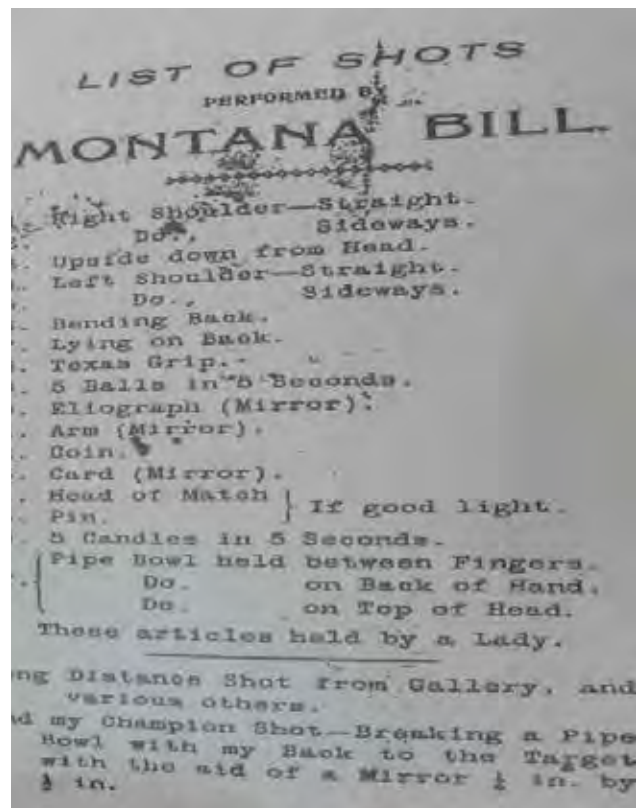 LIST OF SHOTS
PERFORMED BY
MONTANA BILL.
Right Shoulder—Straight.
Do., Sideways.
Upside down from Head.
Left Shoulder—Straight.
Do., Sideways.
Bending Back.
Lying on Back.
Texas Grip.
5 Balls in 5 Seconds.
Eliograph (Mirror).
Arm (Mirror).
Coin.
Card (Mirror).
Head of Match
Pin. } If good light.
5 Candles in 5 Seconds.
Pipe Bowl held between Fingers.
Do. on Back of Hand.
Do. on Top of Head.
These articles held by a Lady.
ng Distance Shot from Gallery, and
various others.
d my Champion Shot—Breaking a Pipe
Bowl with my Back to the Target
with the aid of a Mirror ½ in. by
½ in.